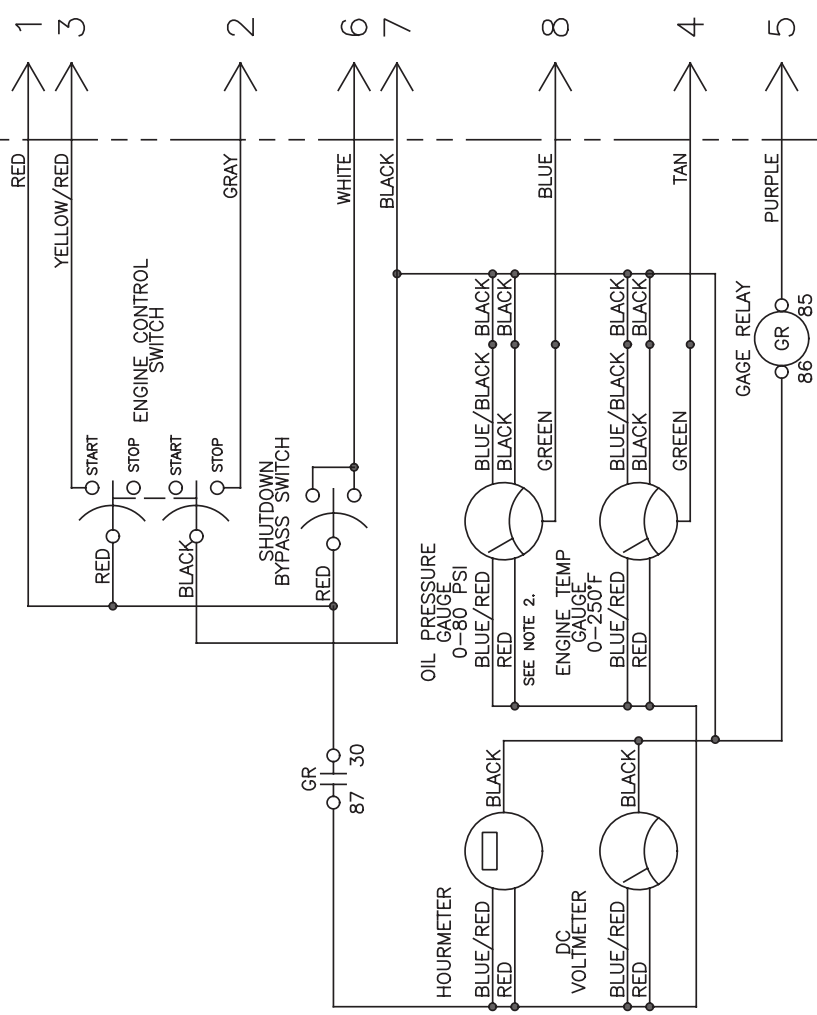 1
3
2
6
7
8
4
5
RED
YELLOW/RED
GRAY
WHITE
BLACK
BLUE
TAN
PURPLE
ENGINE CONTROL
SWITCH
START
STOP
START
STOP
RED
BLACK
SHUTDOWN
BYPASS SWITCH
RED
BLACK
BLACK
BLUE/BLACK
BLACK
GREEN
BLACK
BLACK
BLUE/BLACK
BLACK
GREEN
GAGE RELAY
GR
85
86
OIL PRESSURE
GAUGE
0-80 PSI
BLUE/RED
RED
SEE NOTE 2.
ENGINE TEMP
GAUGE
0-250°F
BLUE/RED
RED
GR
30
87
BLACK
BLACK
HOURMETER
BLUE/RED
RED
DC
VOLTMETER
BLUE/RED
RED